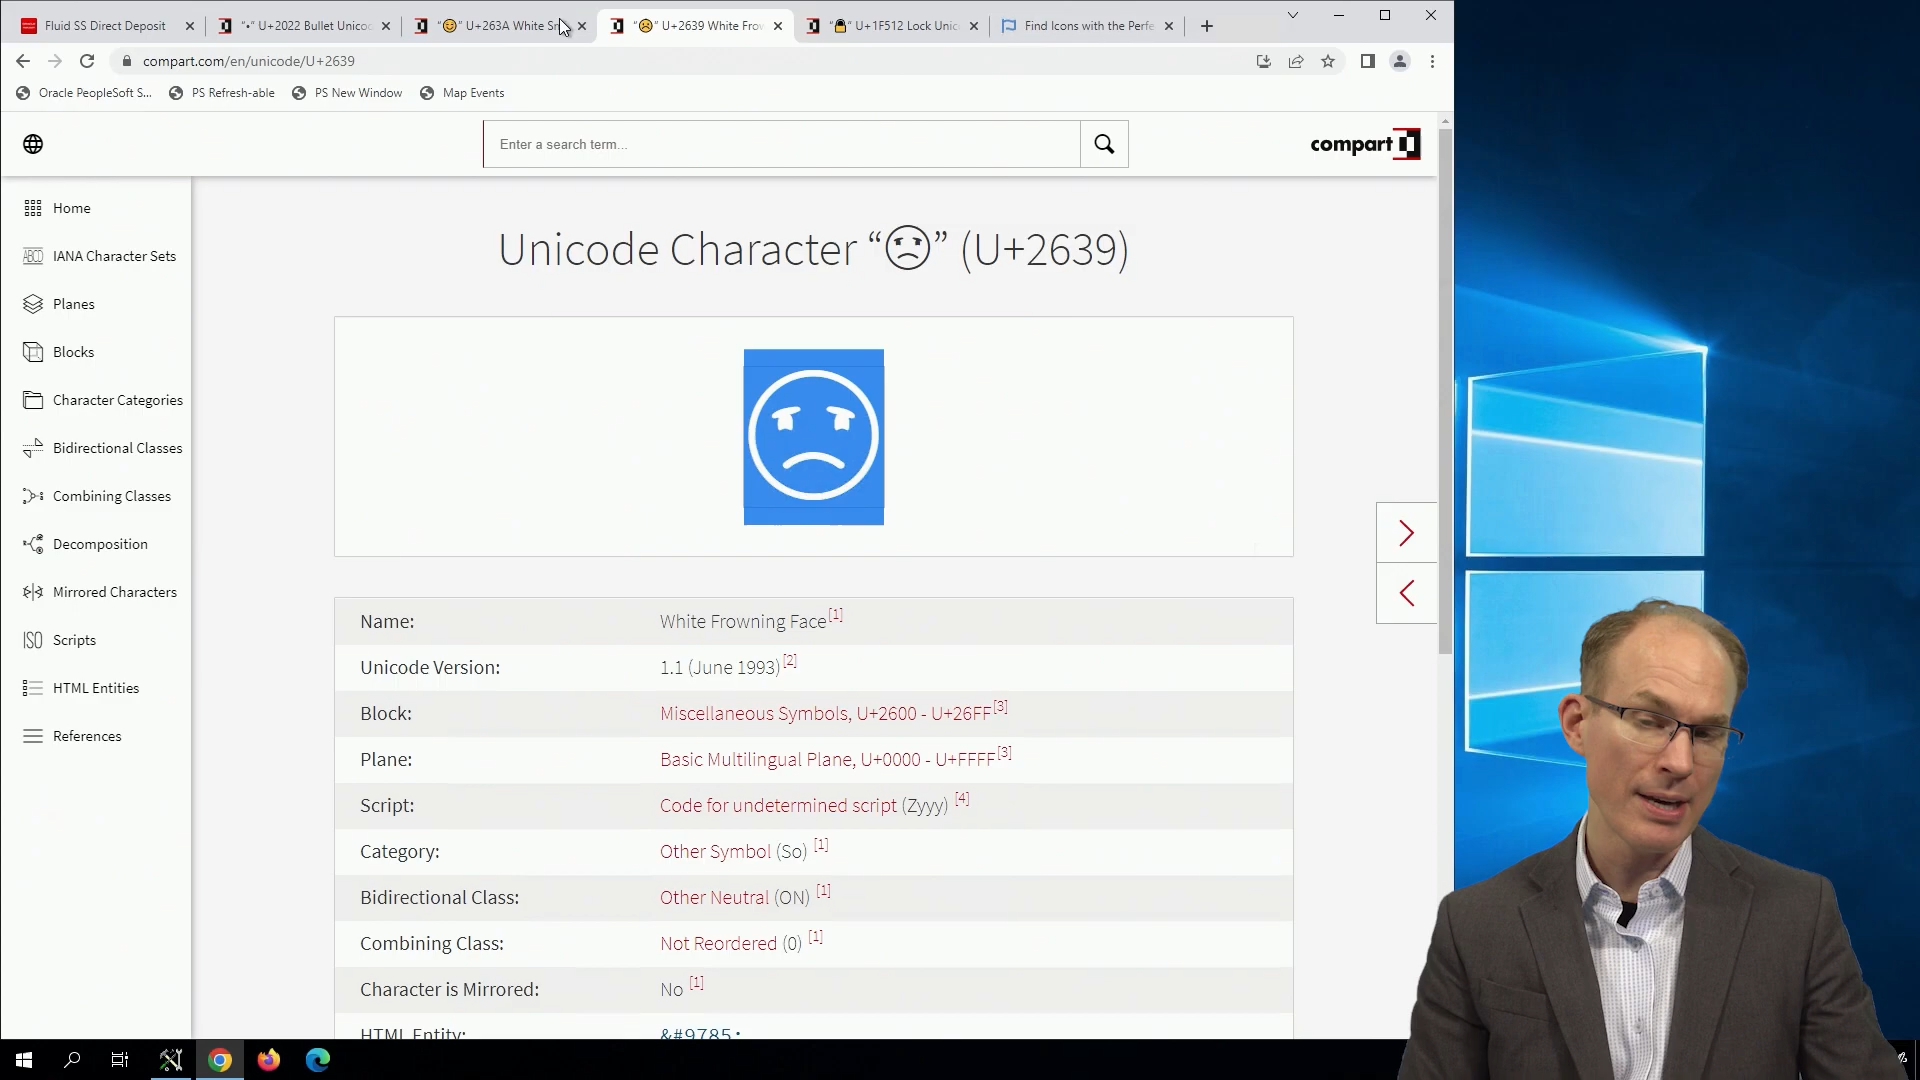 Fluid SS Direct Deposit
"•" U+2022 Bullet Unico
"☺" U+263A White Sm
"☹" U+2639 White Frow
"🔒" U+1F512 Lock Unic
Find Icons with the Perfe
compart.com/en/unicode/U+2639
Oracle PeopleSoft S...
PS Refresh-able
PS New Window
Map Events
Enter a search term...
compart
Home
IANA Character Sets
Planes
Blocks
Character Categories
Bidirectional Classes
Combining Classes
Decomposition
Mirrored Characters
Scripts
HTML Entities
References
Unicode Character “☹” (U+2639)
Name: White Frowning Face[1]
Unicode Version: 1.1 (June 1993)[2]
Block: Miscellaneous Symbols, U+2600 - U+26FF[3]
Plane: Basic Multilingual Plane, U+0000 - U+FFFF[3]
Script: Code for undetermined script (Zyyy) [4]
Category: Other Symbol (So) [1]
Bidirectional Class: Other Neutral (ON) [1]
Combining Class: Not Reordered (0) [1]
Character is Mirrored: No [1]
HTML Entity: &#9785;